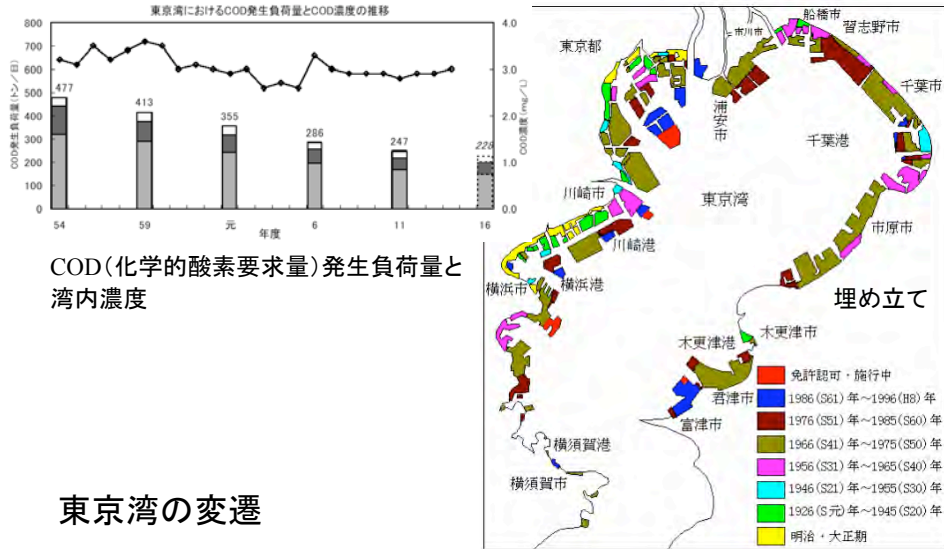 東京湾におけるCOD発生負荷量とCOD濃度の推移
COD発生負荷量(トン/日)
800
700
600
500
400
300
200
100
0
477
413
355
286
247
228
4.0
3.0
2.0
1.0
0.0
COD濃度(mg/L)
54
59
元
6
11
16
年度
COD(化学的酸素要求量)発生負荷量と
湾内濃度
東京湾の変遷
船橋市
市川市
習志野市
東京都
千葉市
浦安市
千葉港
川崎市
東京湾
市原市
川崎港
横浜市
横浜港
埋め立て
木更津市
木更津港
君津市
富津市
横須賀港
横須賀市
免許認可・施行中
1986(S61)年~1996(H8)年
1976(S51)年~1985(S60)年
1966(S41)年~1975(S50)年
1956(S31)年~1965(S40)年
1946(S21)年~1955(S30)年
1926(S元)年~1945(S20)年
明治・大正期